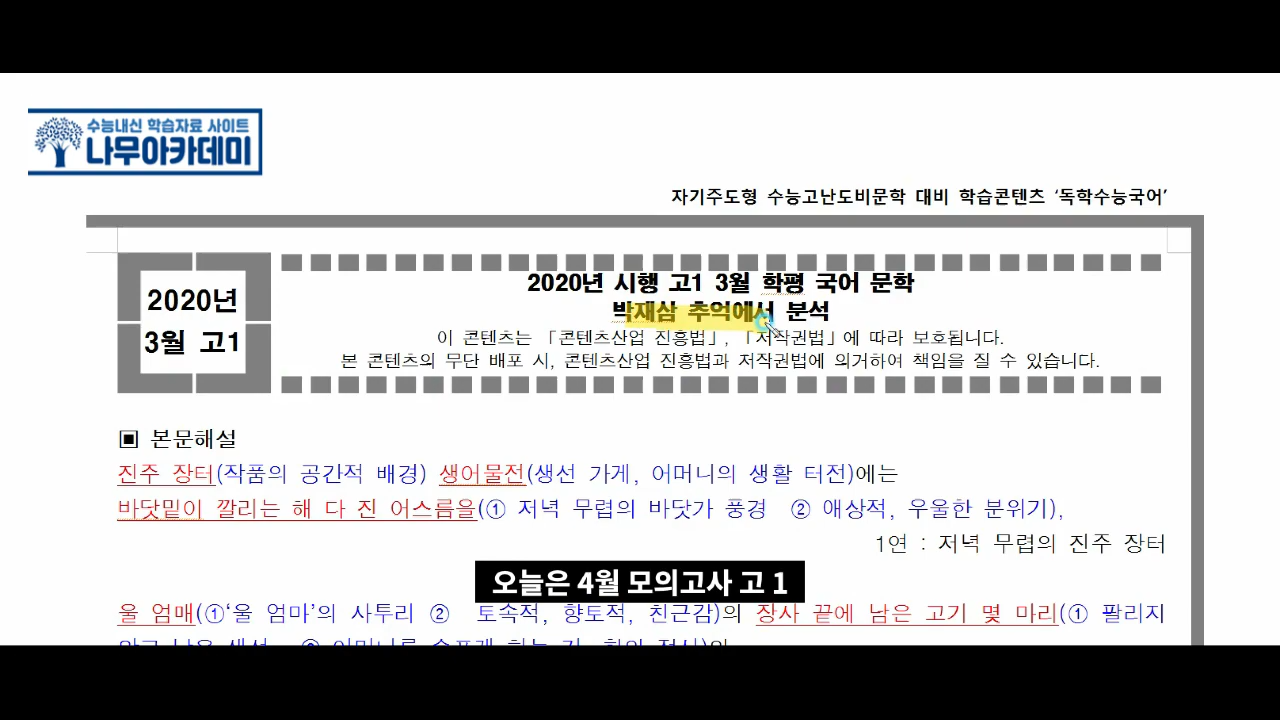 수능내신 학습자료 사이트
나무아카데미
자기주도형 수능고난도비문학 대비 학습콘텐츠 '독학수능국어'
2020년
3월 고1
2020년 시행 고1 3월 학평 국어 문학
박재삼 추억에서 분석
이 콘텐츠는 「콘텐츠산업 진흥법」, 「저작권법」에 따라 보호됩니다.
본 콘텐츠의 무단 배포 시, 콘텐츠산업 진흥법과 저작권법에 의거하여 책임을 질 수 있습니다.
▣ 본문해설
진주 장터(작품의 공간적 배경) 생어물전(생선 가게, 어머니의 생활 터전)에는
바닷밑이 깔리는 해 다 진 어스름을(① 저녁 무렵의 바닷가 풍경 ② 애상적, 우울한 분위기),
1연 : 저녁 무렵의 진주 장터
오늘은 4월 모의고사 고 1
울 엄매(①'울 엄마'의 사투리 ② 토속적, 향토적, 친근감)의 장사 끝에 남은 고기 몇 마리(① 팔리지